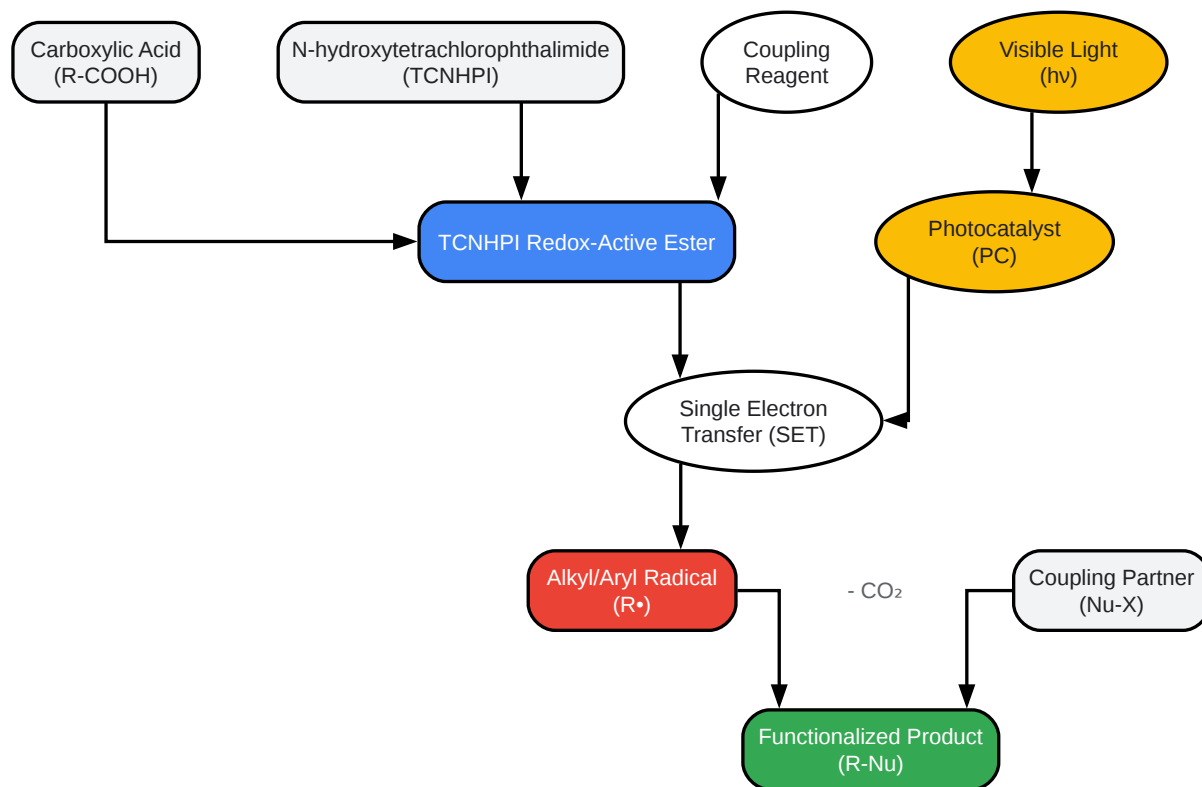 Carboxylic Acid
(R-COOH)
N-hydroxytetrachlorophthalimide
(TCNHPI)
Coupling
Reagent
Visible Light
(hν)
TCNHPI Redox-Active Ester
Photocatalyst
(PC)
Single Electron
Transfer (SET)
Alkyl/Aryl Radical
(R•)
- CO₂
Coupling Partner
(Nu-X)
Functionalized Product
(R-Nu)